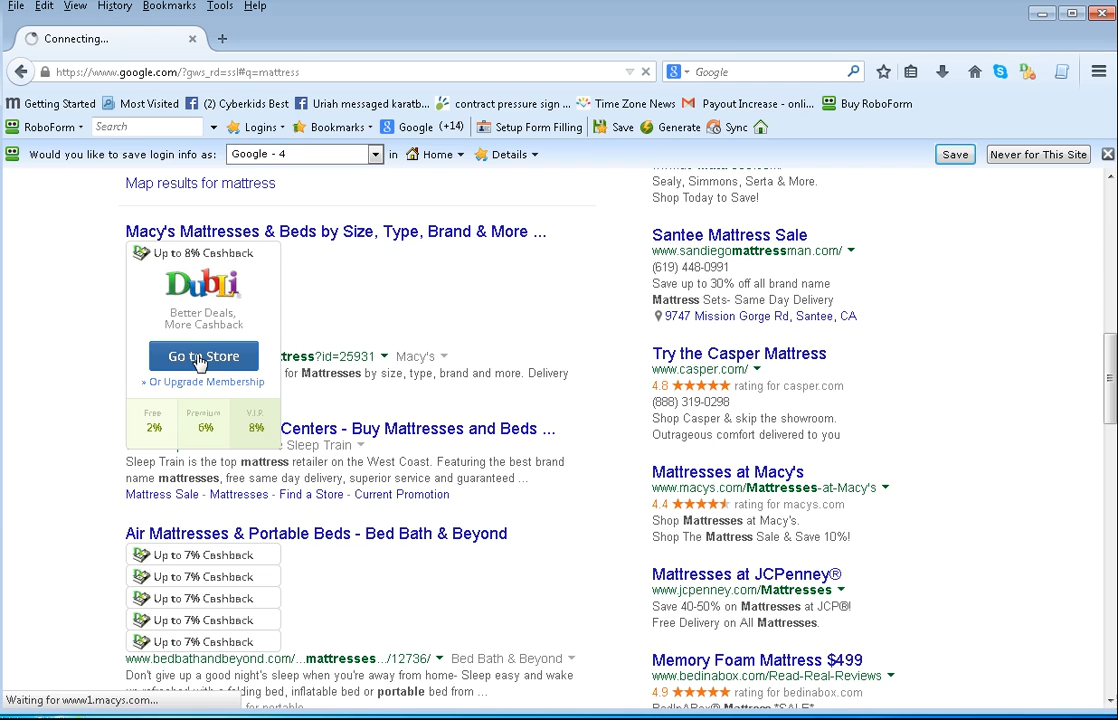 File Edit View History Bookmarks Tools Help
Connecting...
https://www.google.com/?gws_rd=ssl#q=mattress
Google
Getting Started Most Visited (2) Cyberkids Best Uriah messaged karatb... contract pressure sign ... Time Zone News Payout Increase - onli... Buy RoboForm
RoboForm Search Logins Bookmarks Google (+14) Setup Form Filling Save Generate Sync
Would you like to save login info as: Google - 4 in Home Details Save Never for This Site
Map results for mattress
Macy's Mattresses & Beds by Size, Type, Brand & More ...
Up to 8% Cashback
DubLi
Better Deals,
More Cashback
Go to Store
» Or Upgrade Membership
Free Premium V.I.P.
2% 6% 8%
ttress?id=25931 Macy's
for Mattresses by size, type, brand and more. Delivery
Centers - Buy Mattresses and Beds ...
Sleep Train
Sleep Train is the top mattress retailer on the West Coast. Featuring the best brand
name mattresses, free same day delivery, superior service and guaranteed ...
Mattress Sale - Mattresses - Find a Store - Current Promotion
Air Mattresses & Portable Beds - Bed Bath & Beyond
Up to 7% Cashback
Up to 7% Cashback
Up to 7% Cashback
Up to 7% Cashback
Up to 7% Cashback
www.bedbathandbeyond.com/...mattresses.../12736/ Bed Bath & Beyond
Don't give up a good night's sleep when you're away from home- Sleep easy and wake
folding bed, inflatable bed or portable bed from ...
for portable
Waiting for www1.macys.com...
Sealy, Simmons, Serta & More.
Shop Today to Save!
Santee Mattress Sale
www.sandiegomattressman.com/
(619) 448-0991
Save up to 30% off all brand name
Mattress Sets- Same Day Delivery
9747 Mission Gorge Rd, Santee, CA
Try the Casper Mattress
www.casper.com/
4.8 ★★★★★ rating for casper.com
(888) 319-0298
Shop Casper & skip the showroom.
Outrageous comfort delivered to you
Mattresses at Macy's
www.macys.com/Mattresses-at-Macy's
4.4 ★★★★★ rating for macys.com
Shop Mattresses at Macy's.
Shop The Mattress Sale & Save 10%!
Mattresses at JCPenney®
www.jcpenney.com/Mattresses
Save 40-50% on Mattresses at JCP®!
Free Delivery on All Mattresses.
Memory Foam Mattress $499
www.bedinabox.com/Read-Real-Reviews
4.9 ★★★★★ rating for bedinabox.com
BedInABox® Mattress *SALE*